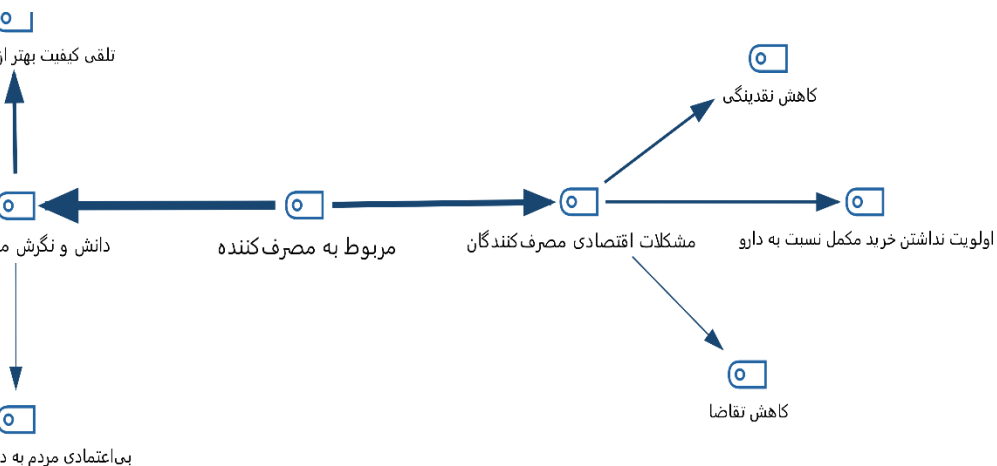 تلقی کیفیت بهتر از
کاهش نقدینگی
دانش و نگرش
مربوط به مصرف‌کننده
مشکلات اقتصادی مصرف‌کنندگان
اولویت نداشتن خرید مکمل نسبت به دارو
کاهش تقاضا
بی‌اعتمادی مردم به